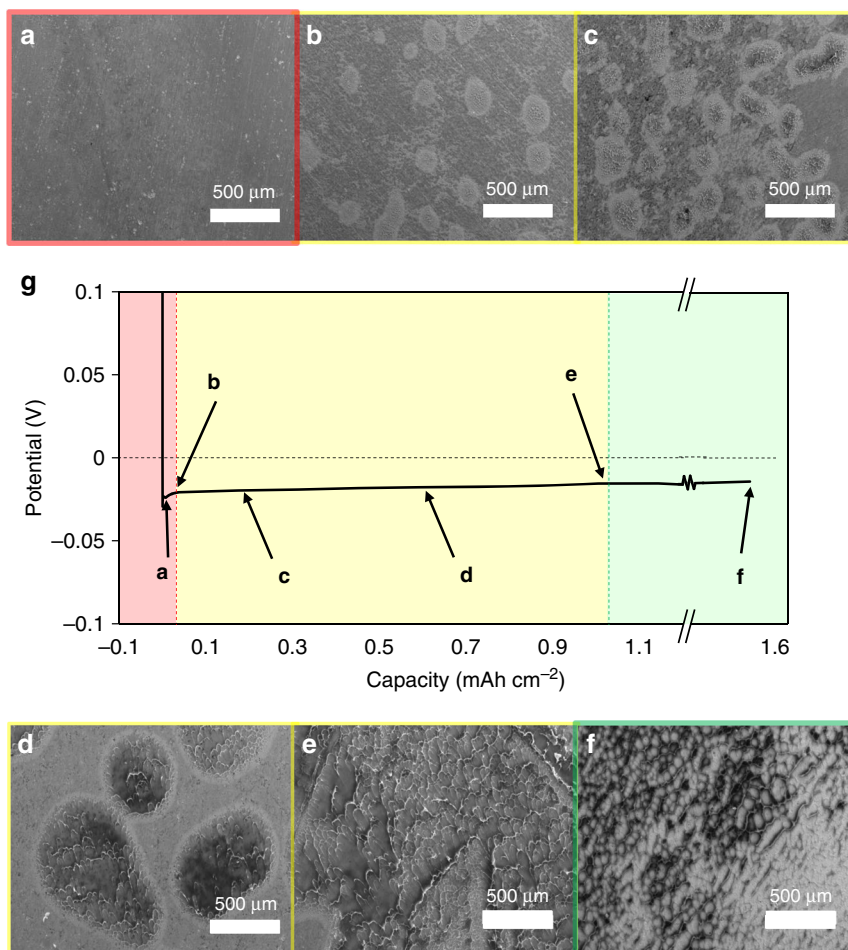 a
b
c
500 μm
500 μm
500 μm
g
0.1
0.05
0
−0.05
−0.1
Potential (V)
b
e
a
c
d
f
−0.1
0.1
0.3
0.5
0.7
0.9
1.1
1.6
Capacity (mAh cm⁻²)
d
e
f
500 μm
500 μm
500 μm